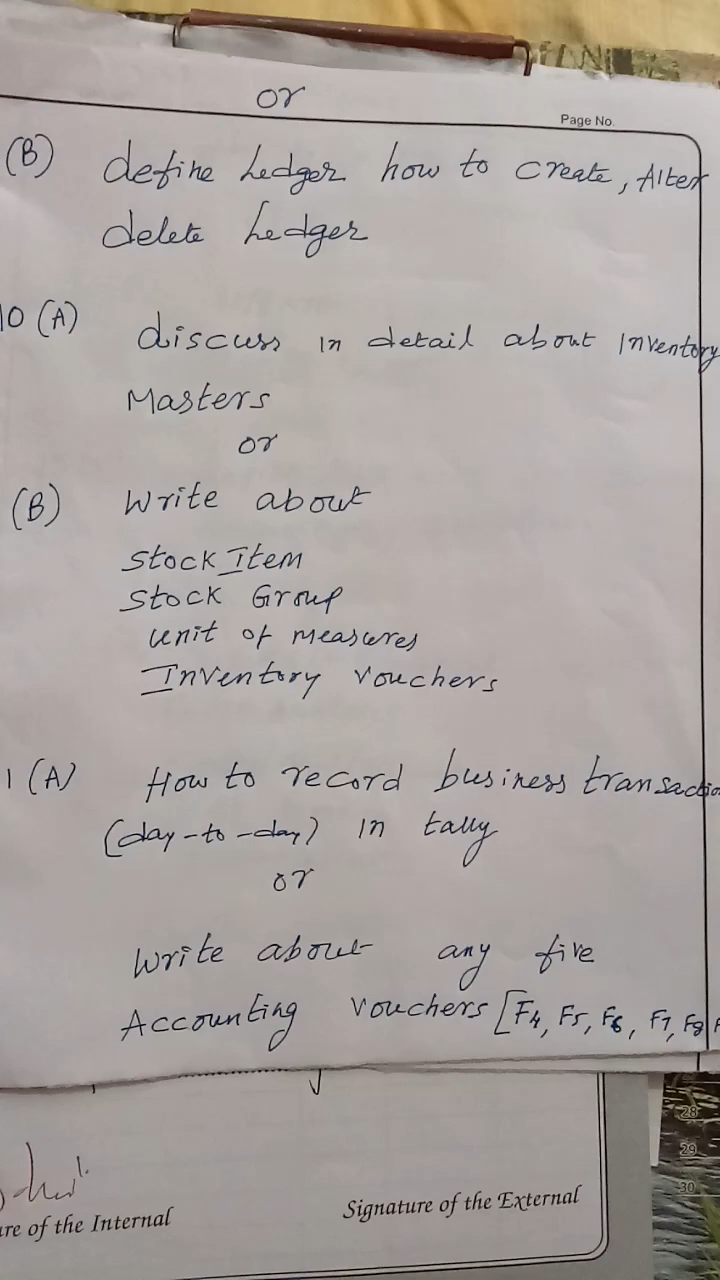 or
Page No.
(B) define Ledger how to create, Alter
delete Ledger
10 (A) discuss in detail about Inventory
Masters
or
(B) Write about
Stock Item
Stock Group
unit of measures
Inventory Vouchers
1 (A) How to record business transactio
(day-to-day) in tally
or
Write about any five
Accounting Vouchers [F4, F5, F6, F7, F8
28
29
30
Signature of the External
ure of the Internal